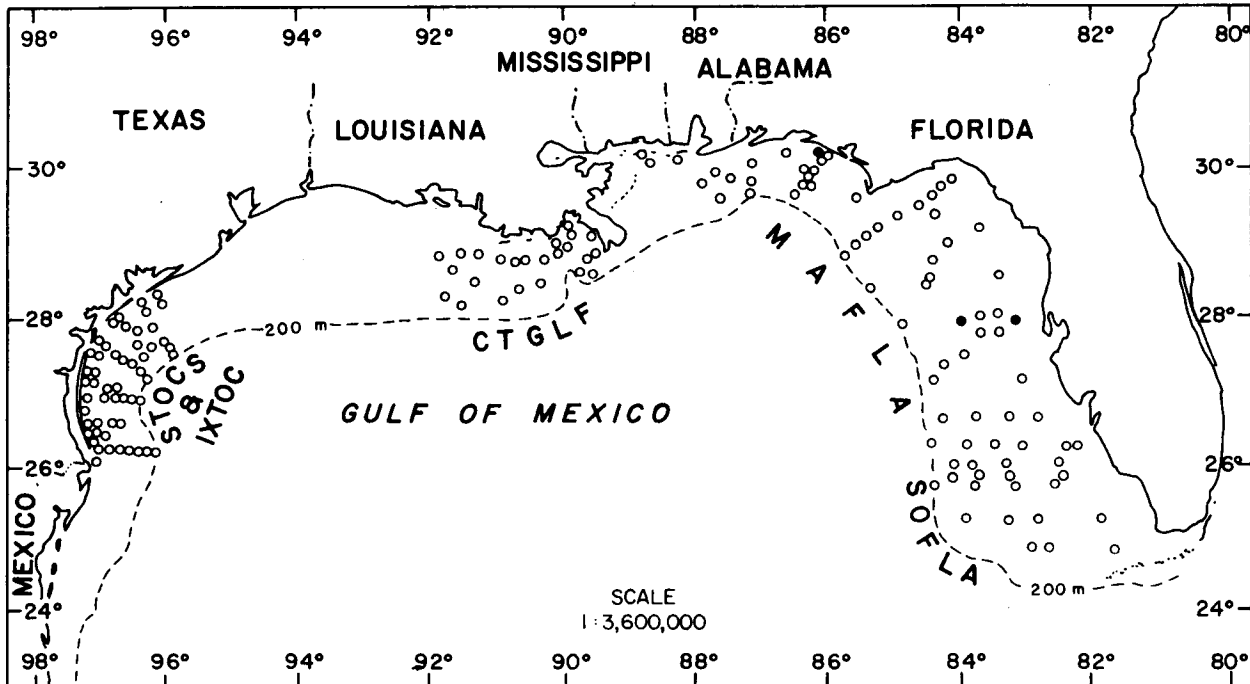 98° 96° 94° 92° 90° 88° 86° 84° 82° 80°
MISSISSIPPI
ALABAMA
TEXAS
LOUISIANA
FLORIDA
30° 30°
MAFLA
28° 28°
200 m
CTGLF
STOCS
&
IXTOC
GULF OF MEXICO
26° 26°
SOFLA
MEXICO
200 m
SCALE
1:3,600,000
24° 24°
98° 96° 94° 92° 90° 88° 86° 84° 82° 80°